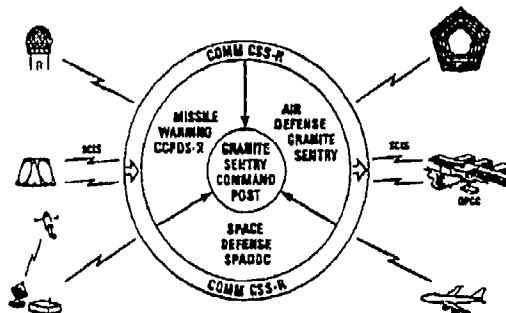 COMM CSS-R
MISSILE
WARNING
CCPDS-R
AIR
DEFENSE
GRANITE
SENTRY
GRANITE
SENTRY
COMMAND
POST
SCIS
SCIS
SPACE
DEFENSE
SPADOC
COMM CSS-R